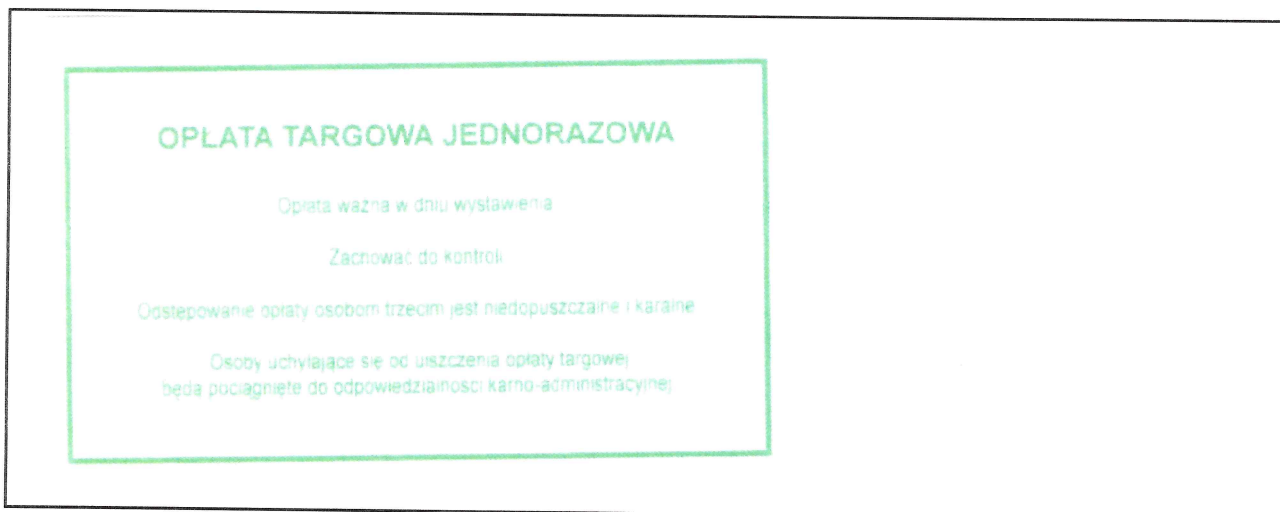 OPŁATA TARGOWA JEDNORAZOWA
Opłata ważna w dniu wystawienia
Zachować do kontroli
Odstępowanie opłaty osobom trzecim jest niedopuszczalne i karalne
Osoby uchylające się od uiszczenia opłaty targowej
będą pociągnięte do odpowiedzialności karno-administracyjnej